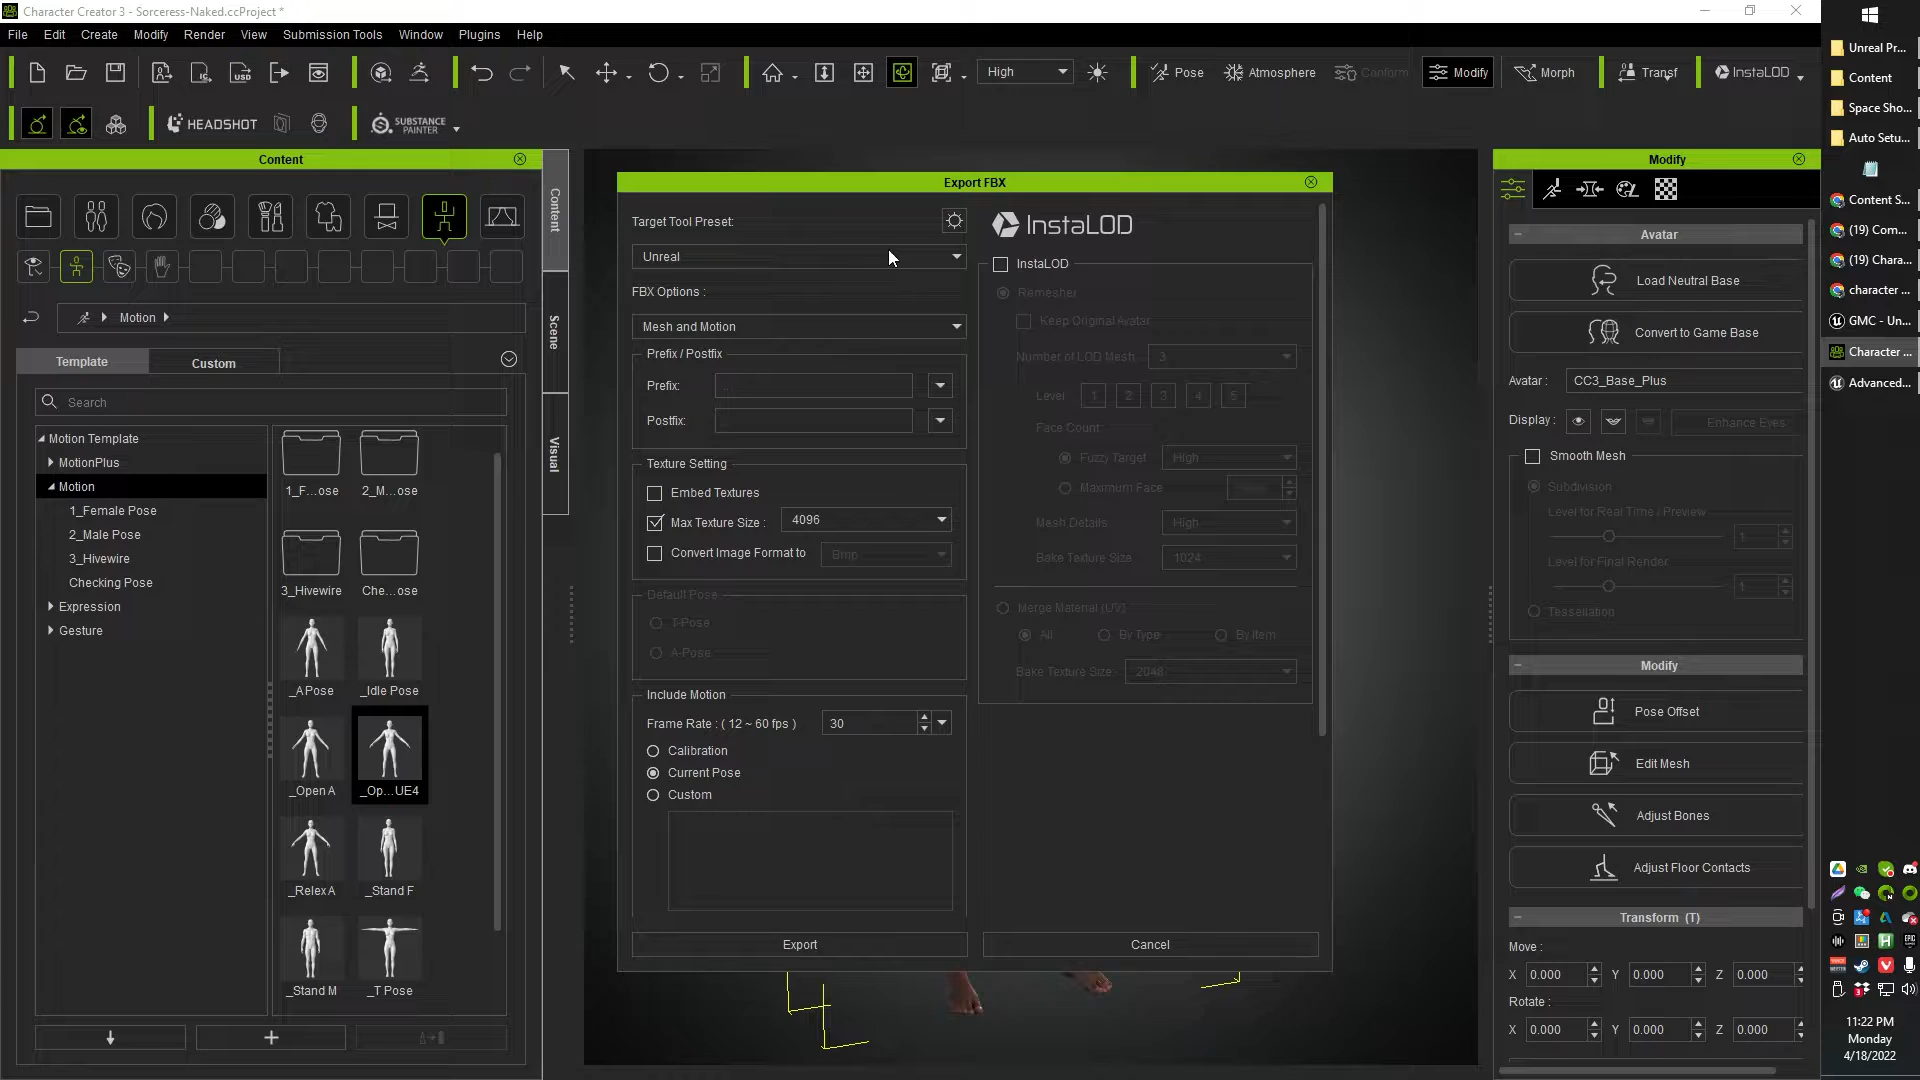 Character Creator 3 - Sorceress-Naked.ccProject *
File Edit Create Modify Render View Submission Tools Window Plugins Help
High Pose Atmosphere Conform Modify Morph Transf InstaLOD
HEADSHOT SUBSTANCE PAINTER
Content
Content
Scene
Visual
Motion
Template Custom
Search
Motion Template
MotionPlus
Motion
1_Female Pose
2_Male Pose
3_Hivewire
Checking Pose
Expression
Gesture
1_F...ose 2_M...ose
3_Hivewire Che...ose
_APose _Idle Pose
_Open A _Op...UE4
_Relex A _Stand F
_Stand M _T Pose
Export FBX
Target Tool Preset:
Unreal
FBX Options :
Mesh and Motion
Prefix / Postfix
Prefix:
Postfix:
Texture Setting
Embed Textures
Max Texture Size : 4096
Convert Image Format to Bmp
Default Pose
T-Pose
A-Pose
Include Motion
Frame Rate : ( 12 ~ 60 fps ) 30
Calibration
Current Pose
Custom
Export
InstaLOD
InstaLOD
Remesher
Keep Original Avatar
Number of LOD Mesh 3
Level 1 2 3 4 5
Face Count
Fuzzy Target High
Maximum Face
Mesh Details High
Bake Texture Size 1024
Merge Material (UV)
All By Type By Item
Bake Texture Size: 2048
Cancel
Modify
Avatar
Load Neutral Base
Convert to Game Base
Avatar : CC3_Base_Plus
Display : Enhance Eyes
Smooth Mesh
Subdivision
Level for Real Time / Preview
1
Level for Final Render
1
Tessellation
Modify
Pose Offset
Edit Mesh
Adjust Bones
Adjust Floor Contacts
Transform (T)
Move :
X 0.000 Y 0.000 Z 0.000
Rotate :
X 0.000 Y 0.000 Z 0.000
Unreal Pr...
Content
Space Sho...
Auto Setu...
Content S...
(19) Com...
(19) Chara...
character ...
GMC - Un...
Character ...
Advanced...
11:22 PM
Monday
4/18/2022